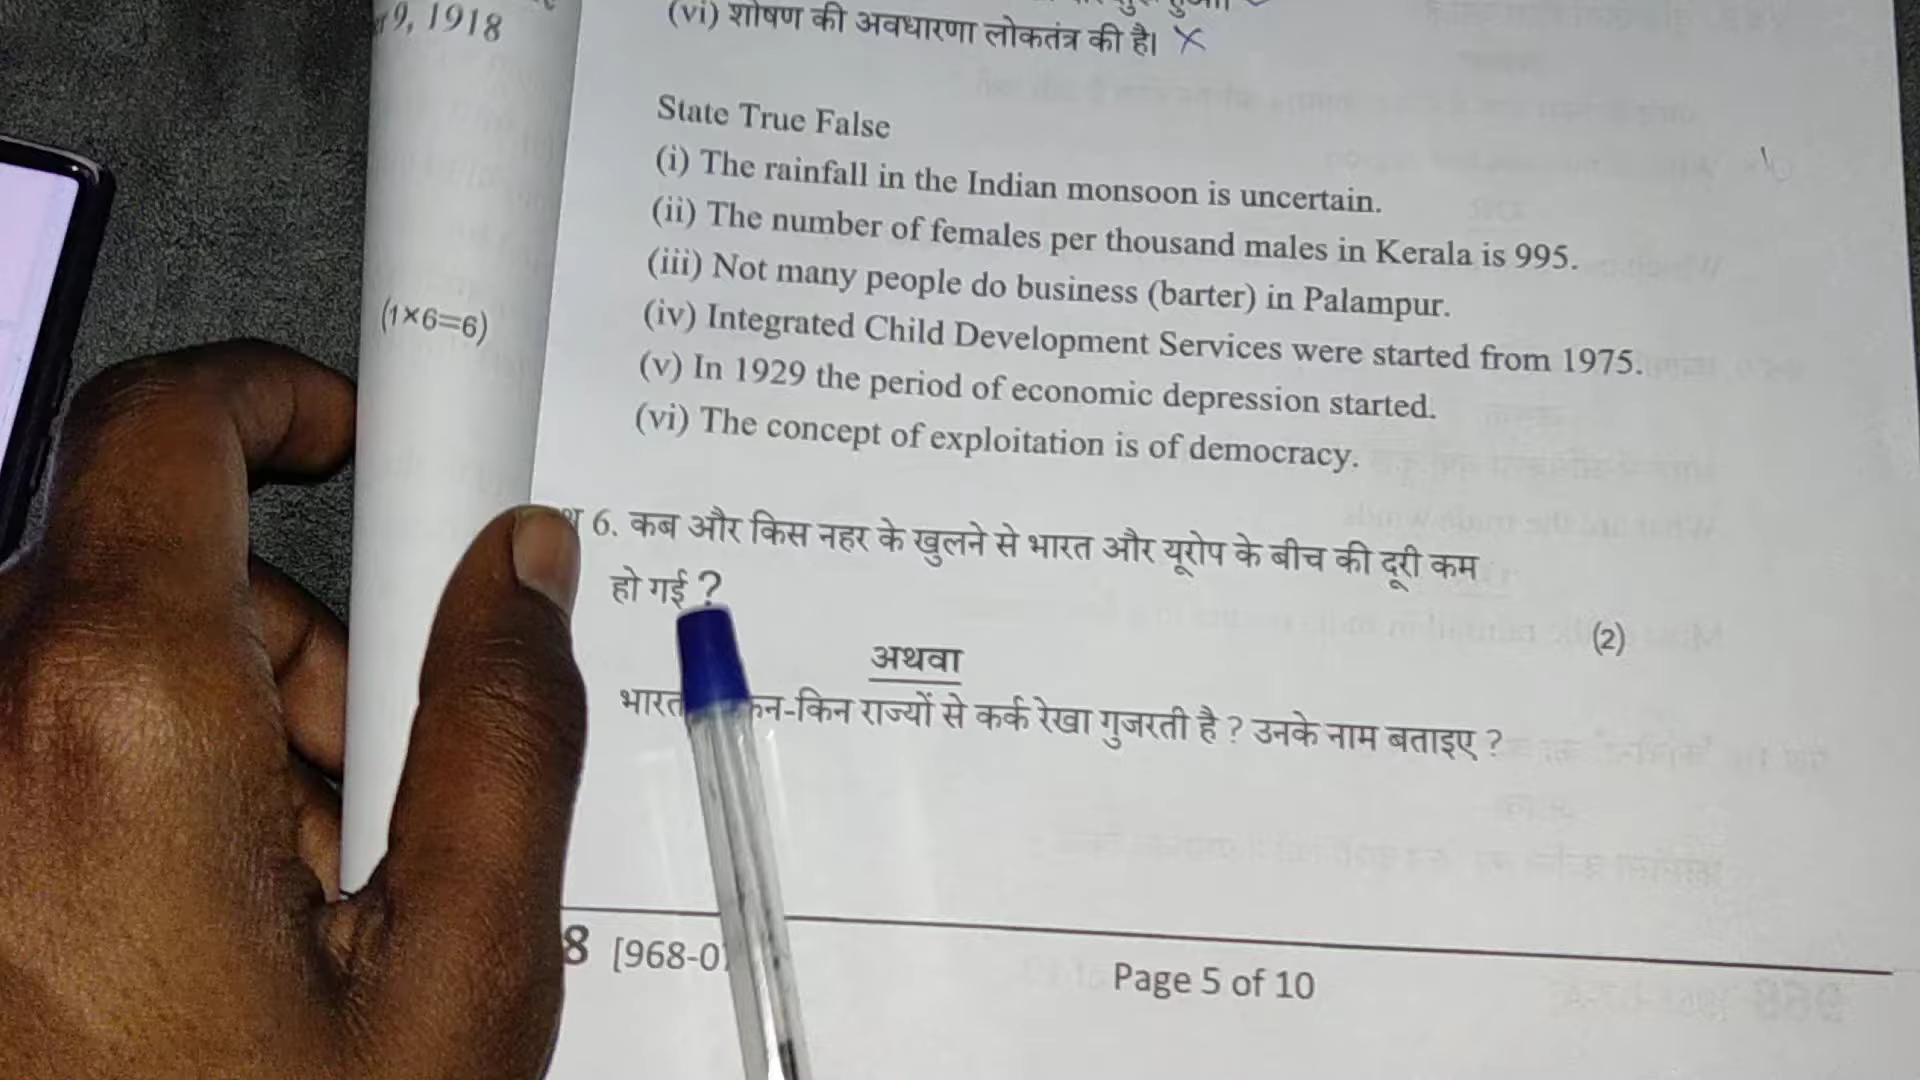 9, 1918
(1×6=6)
(vi) शोषण की अवधारणा लोकतंत्र की है। ×
State True False
(i) The rainfall in the Indian monsoon is uncertain.
(ii) The number of females per thousand males in Kerala is 995.
(iii) Not many people do business (barter) in Palampur.
(iv) Integrated Child Development Services were started from 1975.
(v) In 1929 the period of economic depression started.
(vi) The concept of exploitation is of democracy.
6. कब और किस नहर के खुलने से भारत और यूरोप के बीच की दूरी कम
हो गई ?
(2)
अथवा
भारत किन-किन राज्यों से कर्क रेखा गुजरती है ? उनके नाम बताइए ?
8 [968-0
Page 5 of 10